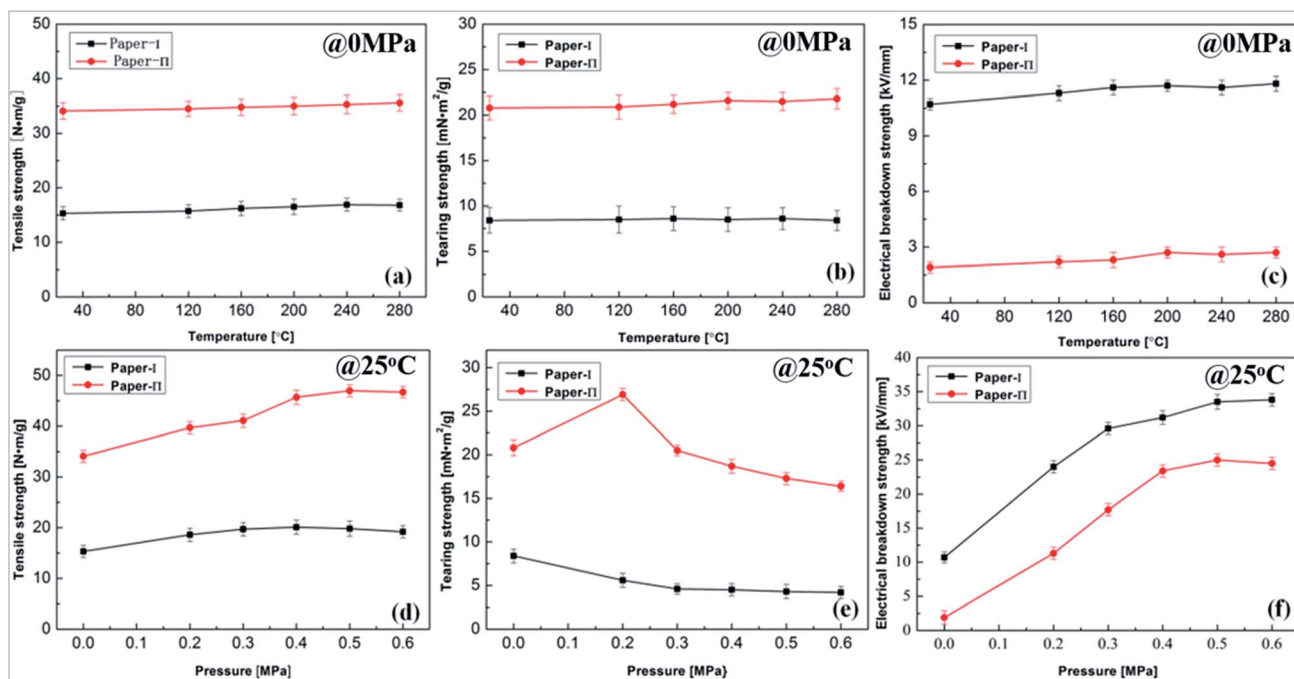 Tensile strength [N•m/g]
50
40
30
20
10
0
Paper-I
Paper-Π
@0MPa
(a)
40 80 120 160 200 240 280
Temperature [°C]
Tearing strength [mN•m²/g]
30
25
20
15
10
5
0
Paper-I
Paper-Π
@0MPa
(b)
40 80 120 160 200 240 280
Temperature [°C]
Electrical breakdown strength [kV/mm]
15
12
9
6
3
0
Paper-I
Paper-Π
@0MPa
(c)
40 80 120 160 200 240 280
Temperature [°C]
Tensile strength [N•m/g]
50
40
30
20
10
0
Paper-I
Paper-Π
@25°C
(d)
0.0 0.1 0.2 0.3 0.4 0.5 0.6
Pressure [MPa]
Tearing strength [mN•m²/g]
30
25
20
15
10
5
0
Paper-I
Paper-Π
@25°C
(e)
0.0 0.1 0.2 0.3 0.4 0.5 0.6
Pressure [MPa}
Electrical breakdown strength [kV/mm]
40
35
30
25
20
15
10
5
0
Paper-I
Paper-Π
@25°C
(f)
0.0 0.1 0.2 0.3 0.4 0.5 0.6
Pressure [MPa]